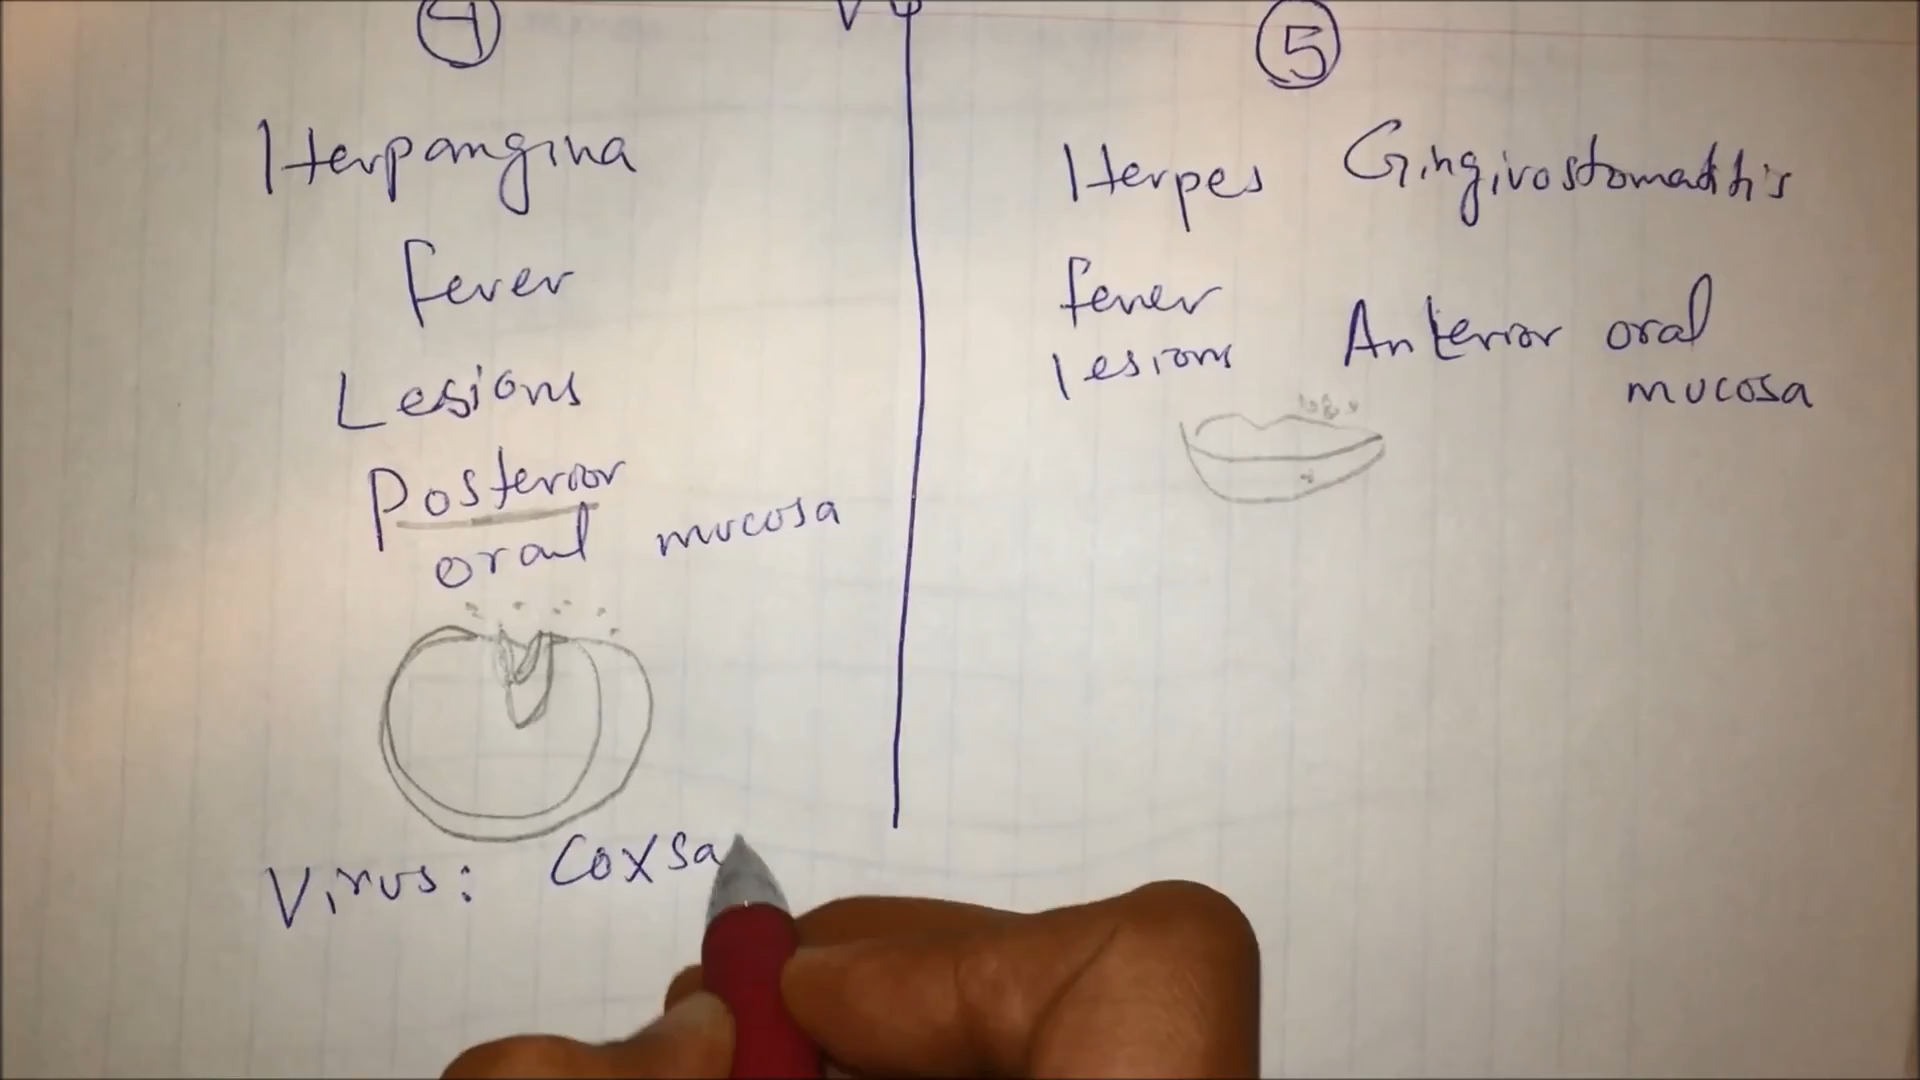 4
Herpangina
Fever
Lesions
Posterior
oral mucosa
Virus: Coxsa
5
Herpes Gingivostomatitis
fever
lesions
Anterior oral
mucosa